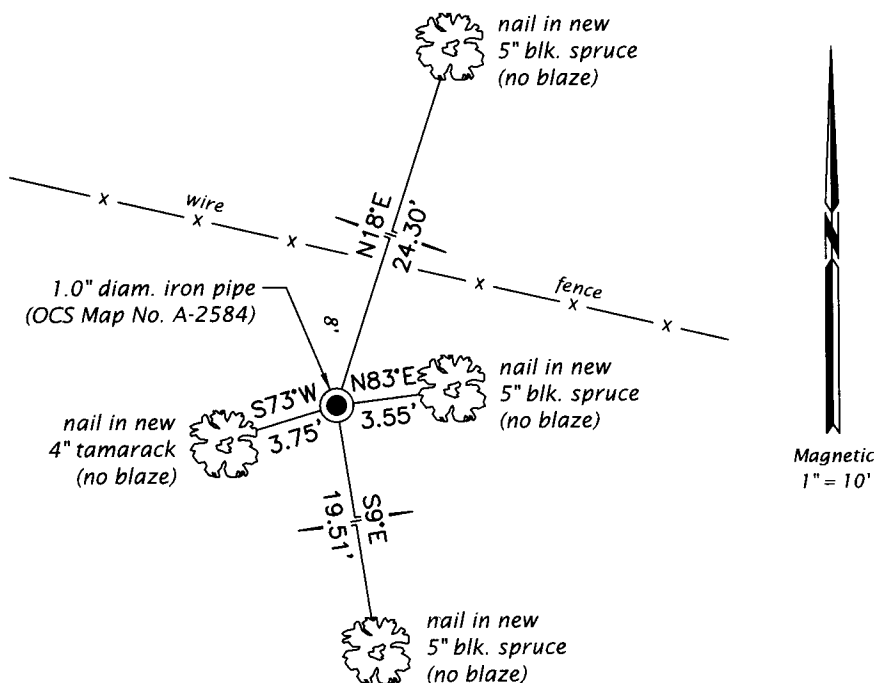 nail in new
5" blk. spruce
(no blaze)
wire
N18°E
24.30'
fence
1.0" diam. iron pipe
(OCS Map No. A-2584)
8'
S73°W
3.75'
N83°E
3.55'
nail in new
5" blk. spruce
(no blaze)
nail in new
4" tamarack
(no blaze)
N
Magnetic
1" = 10'
S9°E
19.51'
nail in new
5" blk. spruce
(no blaze)